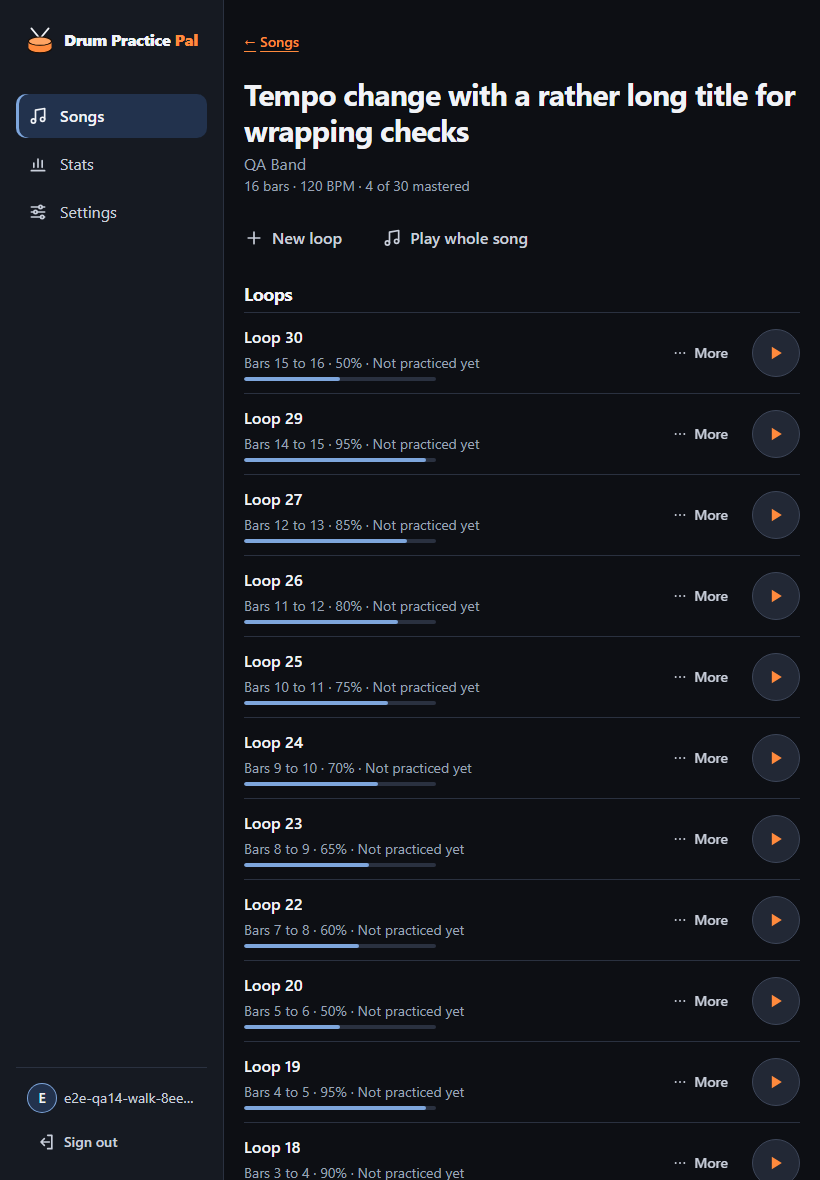 Drum Practice Pal
Songs
Stats
Settings
E
e2e-qa14-walk-8ee...
Sign out
← Songs
Tempo change with a rather long title for
wrapping checks
QA Band
16 bars · 120 BPM · 4 of 30 mastered
New loop
Play whole song
Loops
Loop 30
Bars 15 to 16 · 50% · Not practiced yet
··· More
Loop 29
Bars 14 to 15 · 95% · Not practiced yet
··· More
Loop 27
Bars 12 to 13 · 85% · Not practiced yet
··· More
Loop 26
Bars 11 to 12 · 80% · Not practiced yet
··· More
Loop 25
Bars 10 to 11 · 75% · Not practiced yet
··· More
Loop 24
Bars 9 to 10 · 70% · Not practiced yet
··· More
Loop 23
Bars 8 to 9 · 65% · Not practiced yet
··· More
Loop 22
Bars 7 to 8 · 60% · Not practiced yet
··· More
Loop 20
Bars 5 to 6 · 50% · Not practiced yet
··· More
Loop 19
Bars 4 to 5 · 95% · Not practiced yet
··· More
Loop 18
Bars 3 to 4 · 90% · Not practiced yet
··· More